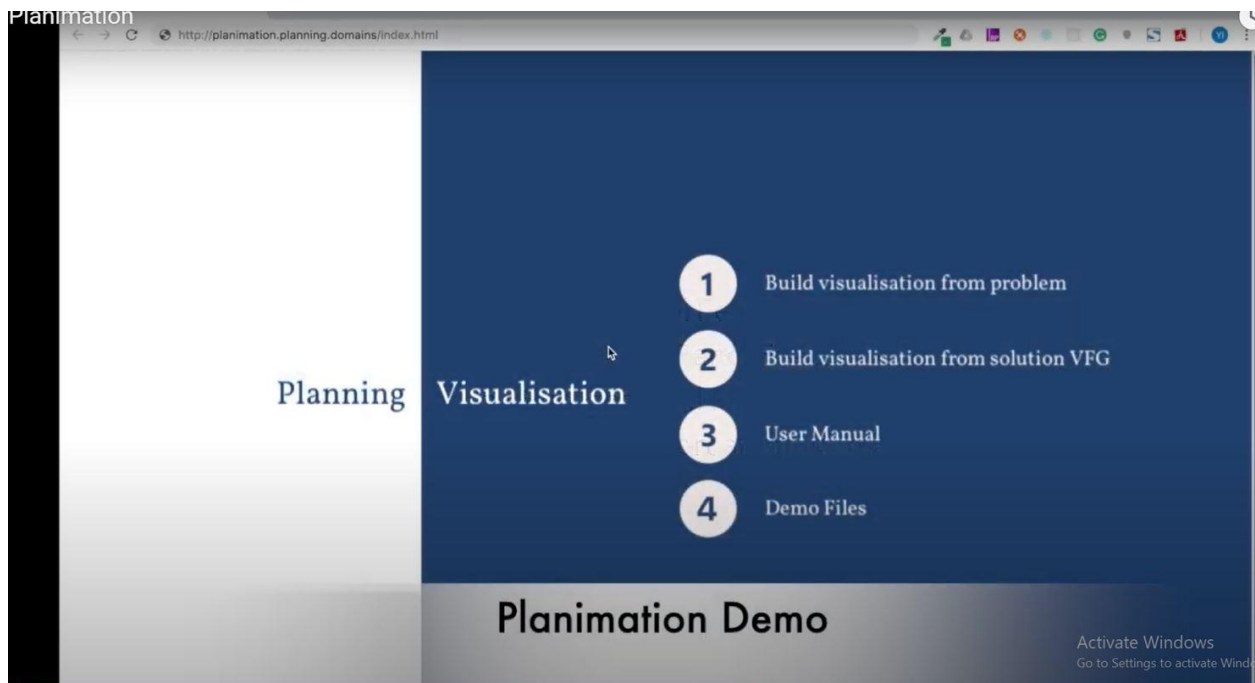 Planimation
http://planimation.planning.domains/index.html
YI
1 Build visualisation from problem
2 Build visualisation from solution VFG
Planning Visualisation
3 User Manual
4 Demo Files
Planimation Demo
Activate Windows
Go to Settings to activate Wind